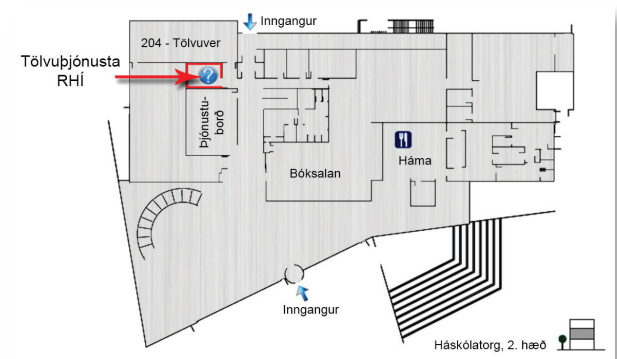 Inngangur
204 - Tölvuver
Tölvuþjónusta
RHÍ
?
Þjónustu-
borð
Háma
Bóksalan
Inngangur
Háskólatorg, 2. hæð